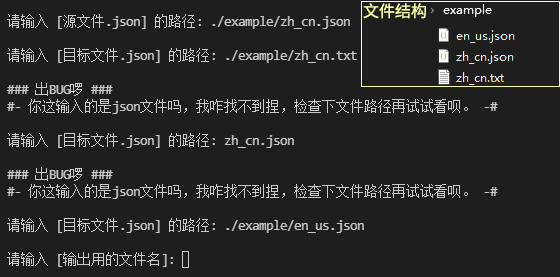 请输入 [源文件.json] 的路径: ./example/zh_cn.json
请输入 [目标文件.json] 的路径: ./example/zh_cn.txt
### 出BUG啰 ###
#- 你这输入的是json文件吗，我咋找不到捏，检查下文件路径再试试看呗。 -#
请输入 [目标文件.json] 的路径: zh_cn.json
### 出BUG啰 ###
#- 你这输入的是json文件吗，我咋找不到捏，检查下文件路径再试试看呗。 -#
请输入 [目标文件.json] 的路径: ./example/en_us.json
请输入 [输出用的文件名]:
文件结构 › example
en_us.json
zh_cn.json
zh_cn.txt